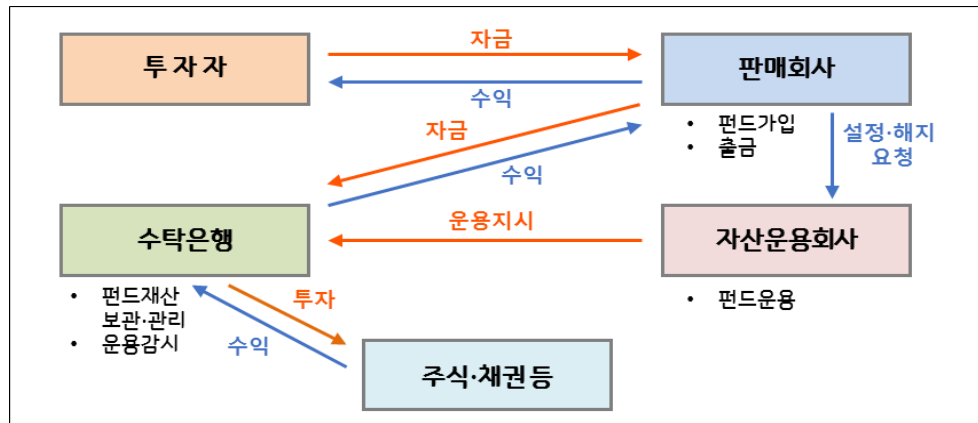 자금
투 자 자
판매회사
수익
자금
• 펀드가입
• 출금
설정·해지
요청
수익
운용지시
수탁은행
자산운용회사
• 펀드재산
보관·관리
• 운용감시
투자
수익
• 펀드운용
주식·채권 등